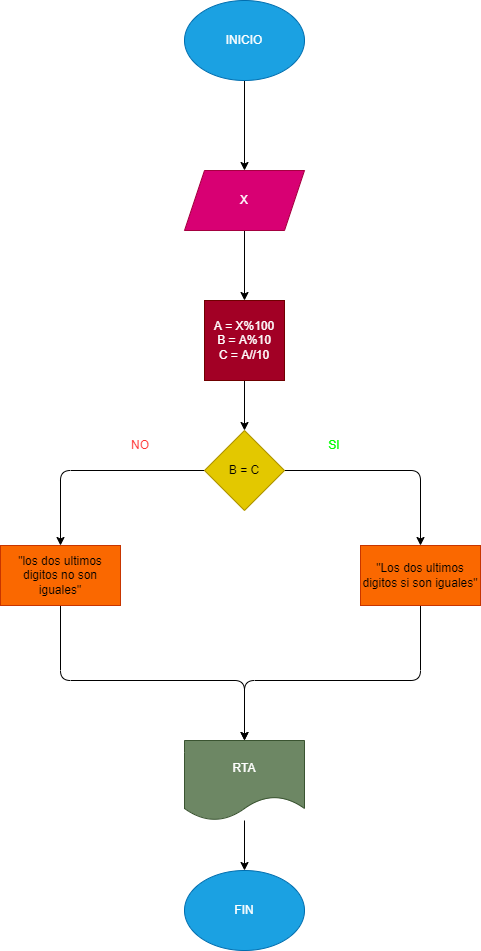 INICIO
X
A = X%100
B = A%10
C = A//10
NO
SI
B = C
"los dos ultimos
digitos no son
iguales"
"Los dos ultimos
digitos si son iguales"
RTA
FIN